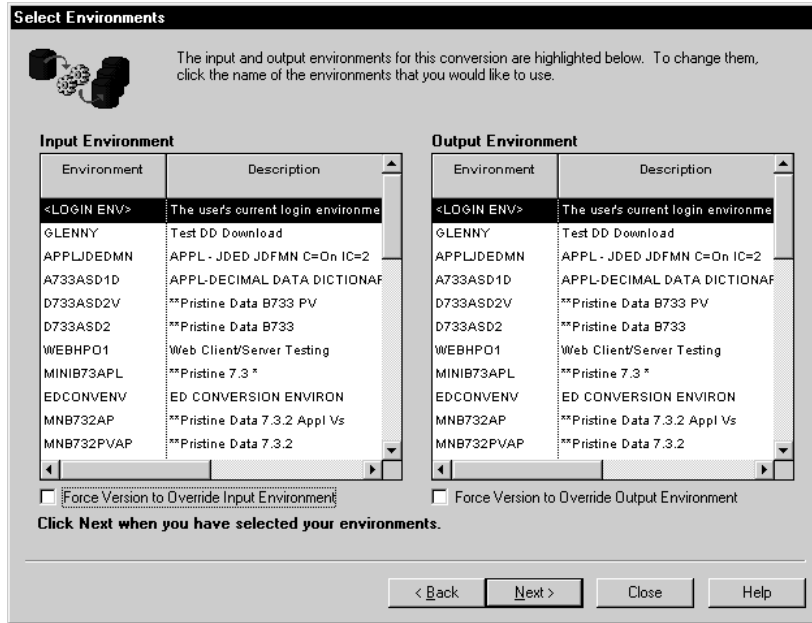 Select Environments
The input and output environments for this conversion are highlighted below. To change them,
click the name of the environments that you would like to use.
Input Environment
Environment Description
<LOGIN ENV> The user's current login environme
GLENNY Test DD Download
APPLJDEDMN APPL - JDED JDFMN C=On IC=2
A733ASD1D APPL-DECIMAL DATA DICTIONAR
D733ASD2V **Pristine Data B733 PV
D733ASD2 **Pristine Data B733
WEBHPO1 Web Client/Server Testing
MINIB73APL **Pristine 7.3 *
EDCONVENV ED CONVERSION ENVIRON
MNB732AP **Pristine Data 7.3.2 Appl Vs
MNB732PVAP **Pristine Data 7.3.2
Force Version to Override Input Environment
Output Environment
Environment Description
<LOGIN ENV> The user's current login environme
GLENNY Test DD Download
APPLJDEDMN APPL - JDED JDFMN C=On IC=2
A733ASD1D APPL-DECIMAL DATA DICTIONAR
D733ASD2V **Pristine Data B733 PV
D733ASD2 **Pristine Data B733
WEBHPO1 Web Client/Server Testing
MINIB73APL **Pristine 7.3 *
EDCONVENV ED CONVERSION ENVIRON
MNB732AP **Pristine Data 7.3.2 Appl Vs
MNB732PVAP **Pristine Data 7.3.2
Force Version to Override Output Environment
Click Next when you have selected your environments.
< Back Next > Close Help